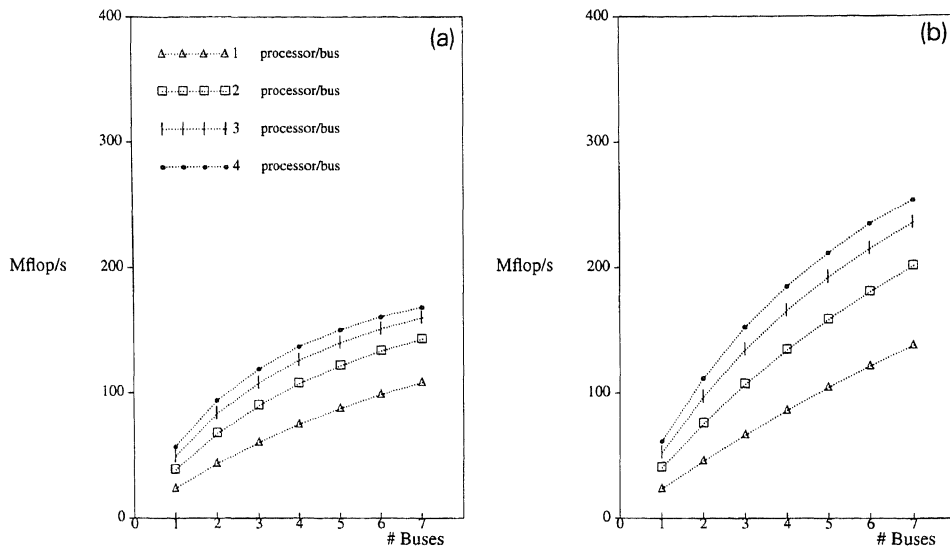 (a)
400
1 processor/bus
2 processor/bus
3 processor/bus
4 processor/bus
300
Mflop/s
200
100
0
0 1 2 3 4 5 6 7
# Buses
(b)
400
300
Mflop/s
200
100
0
0 1 2 3 4 5 6 7
# Buses